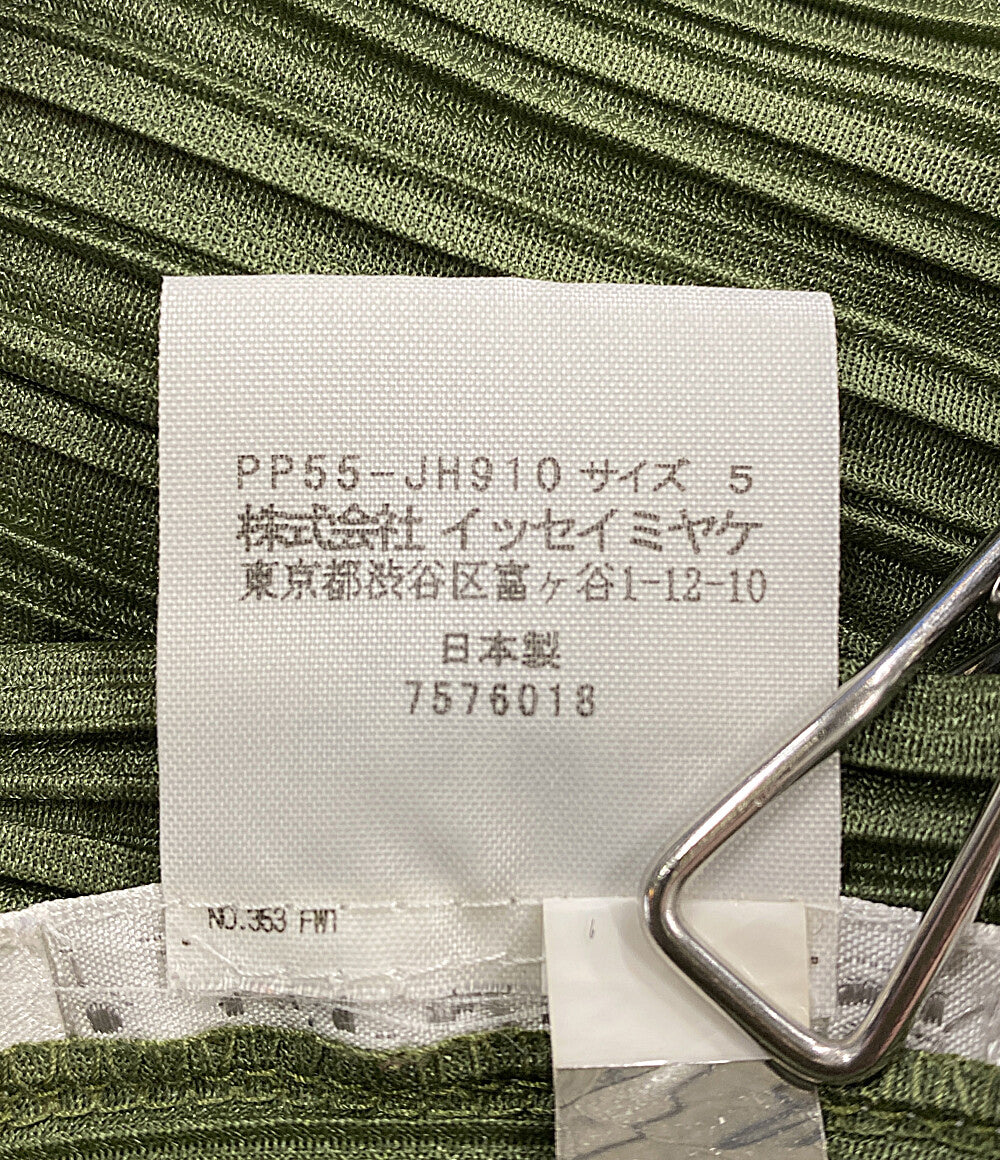 PP55-JH910 サイズ 5
株式会社 イッセイミヤケ
東京都渋谷区富ヶ谷1-12-10
日本製
7576018
NO.353 FW1